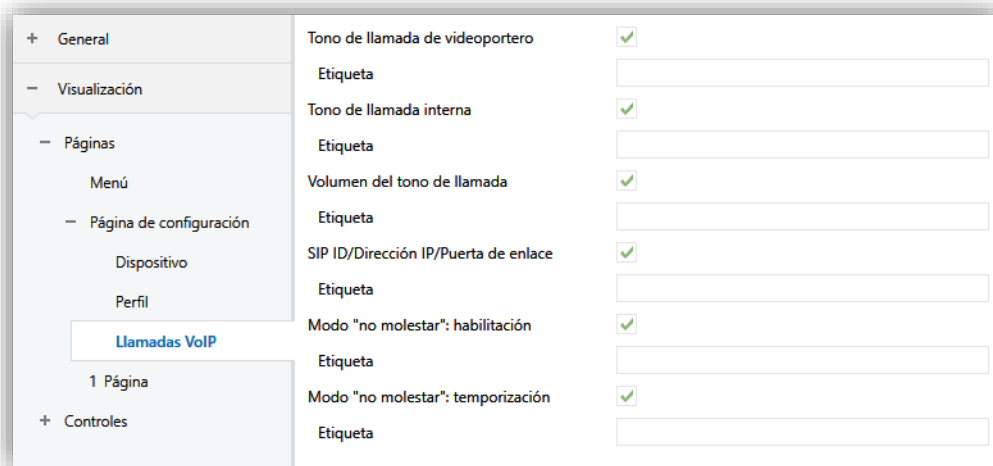 + General
− Visualización
− Páginas
Menú
− Página de configuración
Dispositivo
Perfil
Llamadas VoIP
1 Página
+ Controles
Tono de llamada de videoportero
Etiqueta
Tono de llamada interna
Etiqueta
Volumen del tono de llamada
Etiqueta
SIP ID/Dirección IP/Puerta de enlace
Etiqueta
Modo "no molestar": habilitación
Etiqueta
Modo "no molestar": temporización
Etiqueta